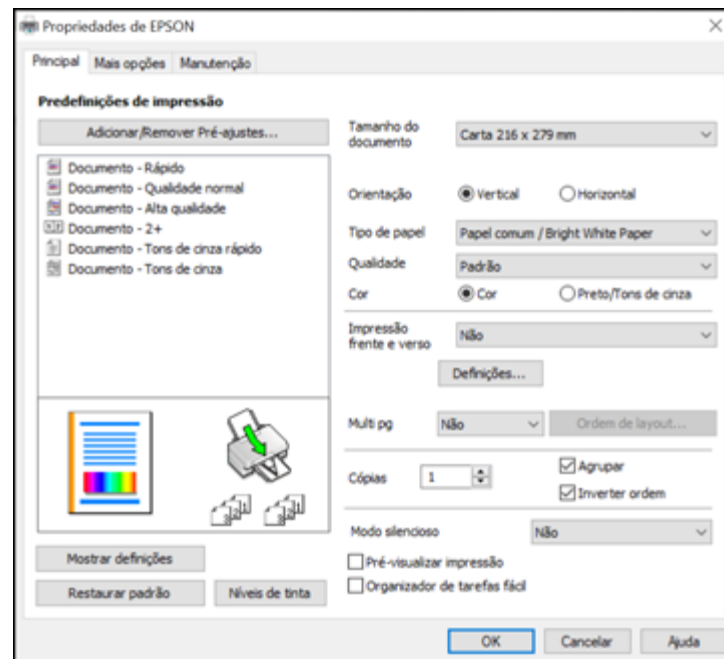 Propriedades de EPSON
Principal
Mais opções
Manutenção
Predefinições de impressão
Adicionar/Remover Pré-ajustes...
Documento - Rápido
Documento - Qualidade normal
Documento - Alta qualidade
Documento - 2+
Documento - Tons de cinza rápido
Documento - Tons de cinza
Mostrar definições
Restaurar padrão
Níveis de tinta
Tamanho do
documento
Carta 216 x 279 mm
Orientação
Vertical
Horizontal
Tipo de papel
Papel comum / Bright White Paper
Qualidade
Padrão
Cor
Cor
Preto/Tons de cinza
Impressão
frente e verso
Não
Definições...
Multi pg
Não
Ordem de layout...
Cópias
1
Agrupar
Inverter ordem
Modo silencioso
Não
Pré-visualizar impressão
Organizador de tarefas fácil
OK
Cancelar
Ajuda